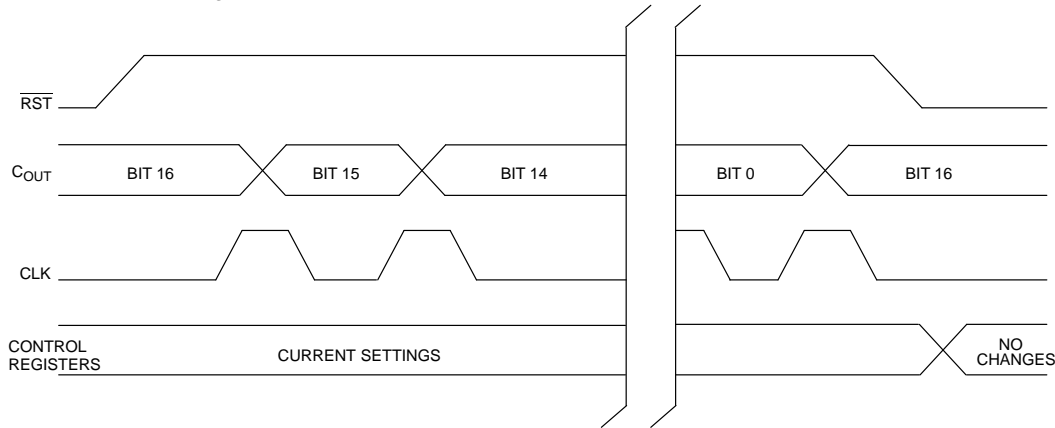 RST
COUT
BIT 16
BIT 15
BIT 14
BIT 0
BIT 16
CLK
CONTROL
REGISTERS
CURRENT SETTINGS
NO
CHANGES